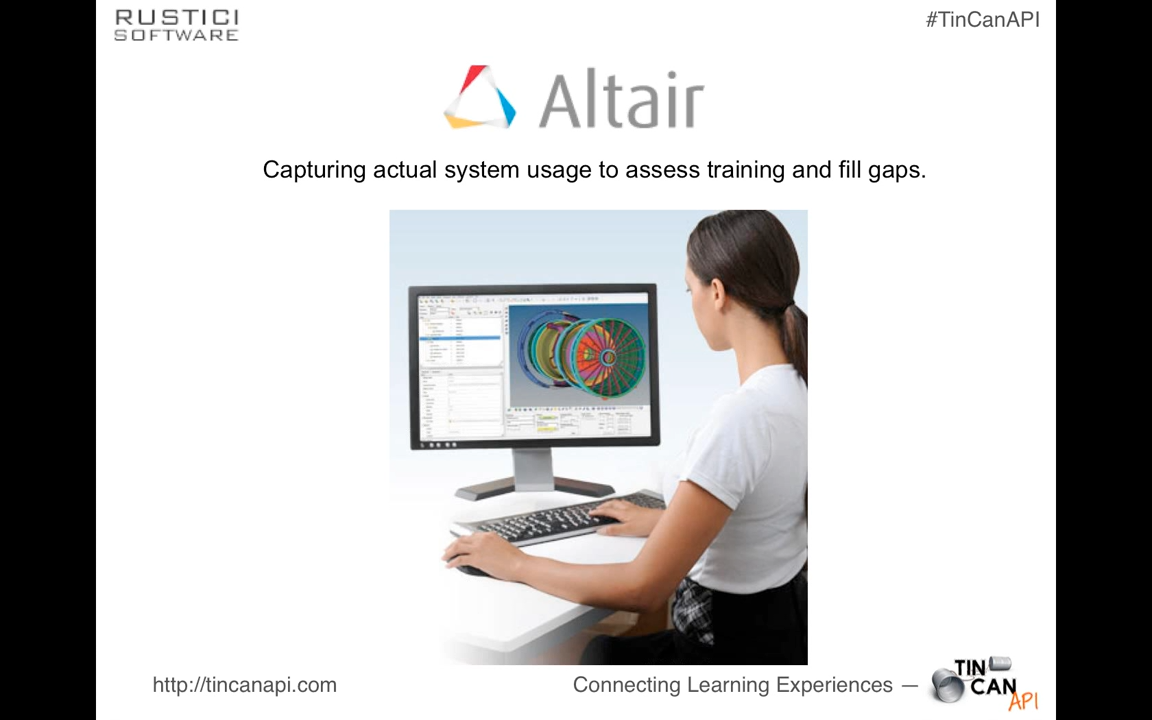 RUSTICI
SOFTWARE
#TinCanAPI
Altair
Capturing actual system usage to assess training and fill gaps.
http://tincanapi.com
Connecting Learning Experiences —
TIN
CAN
API